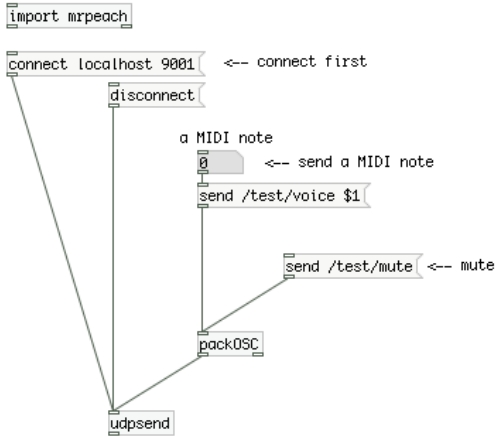 import mrpeach
connect localhost 9001 <-- connect first
disconnect
a MIDI note
0 <-- send a MIDI note
send /test/voice $1
send /test/mute <-- mute
packOSC
udpsend